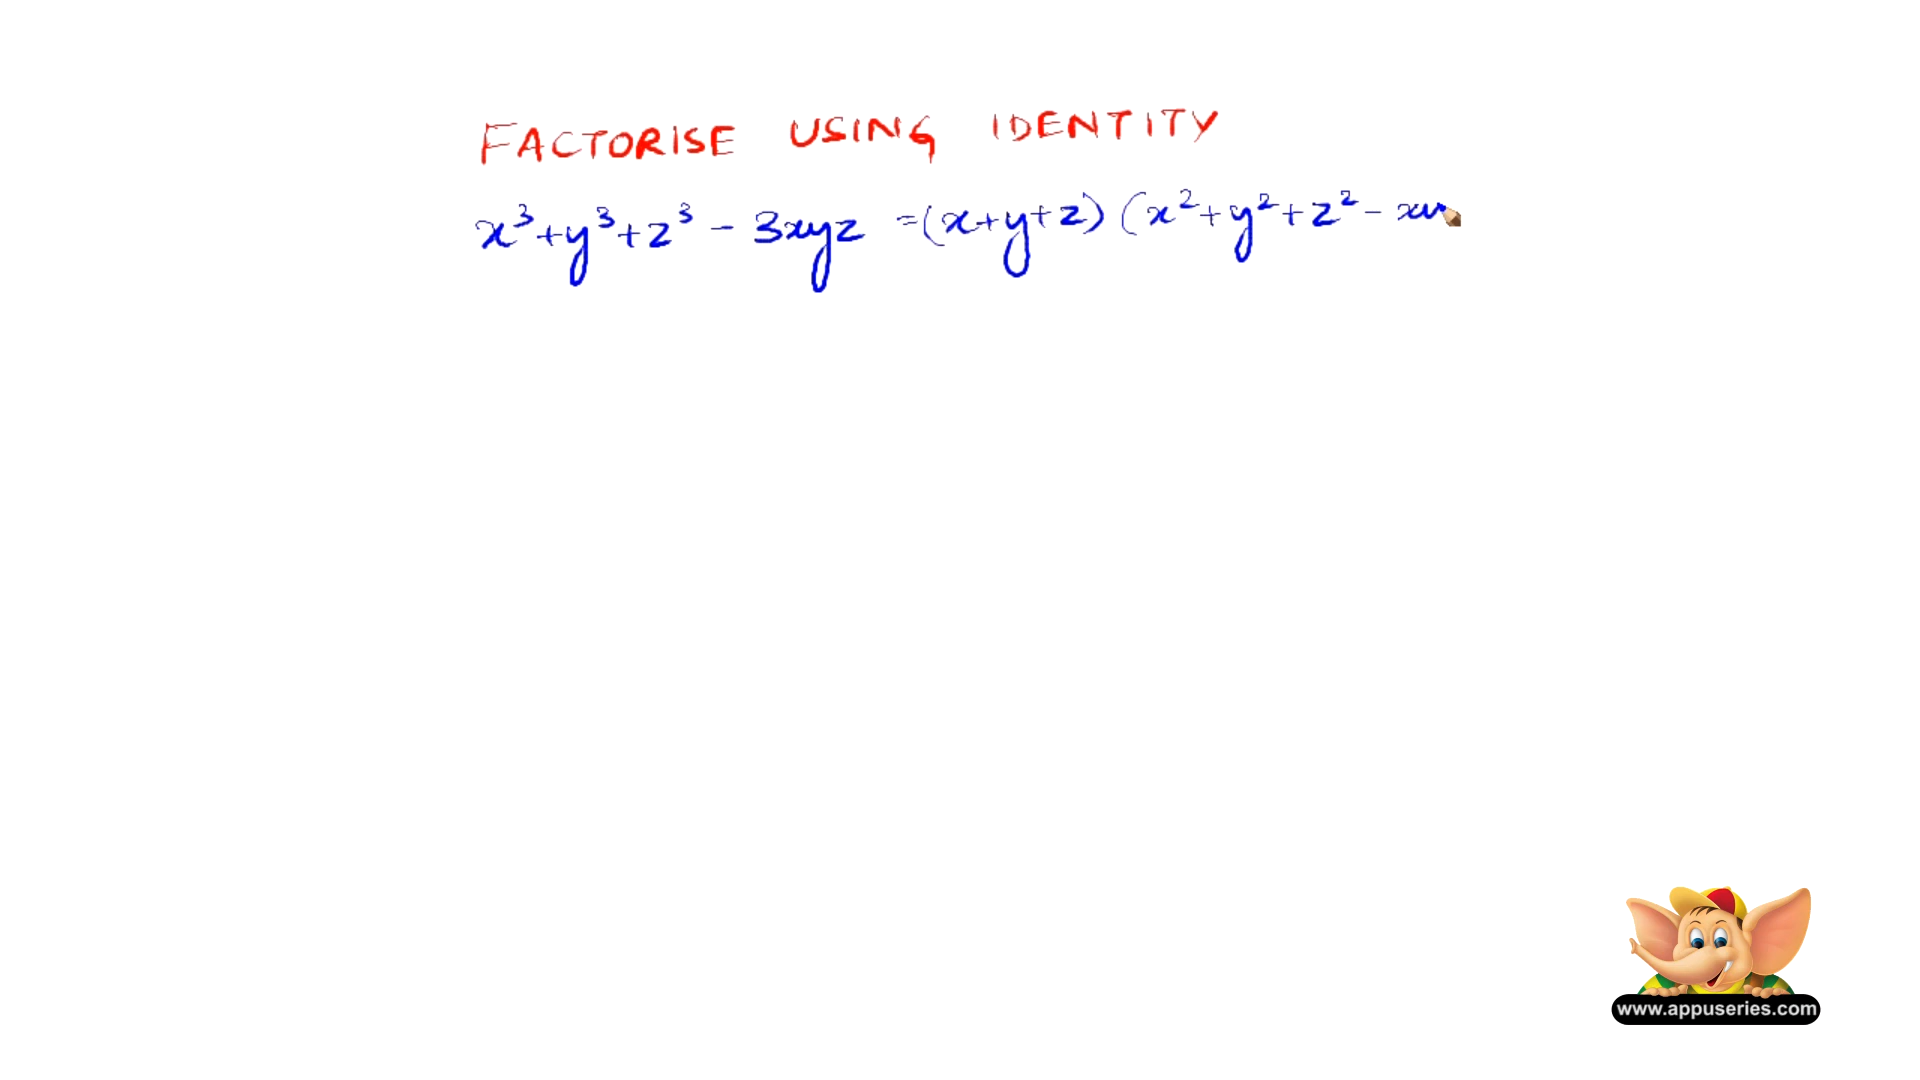 FACTORISE USING IDENTITY
x³+y³+z³ - 3xyz =(x+y+z) (x²+y²+z² -
www.appuseries.com